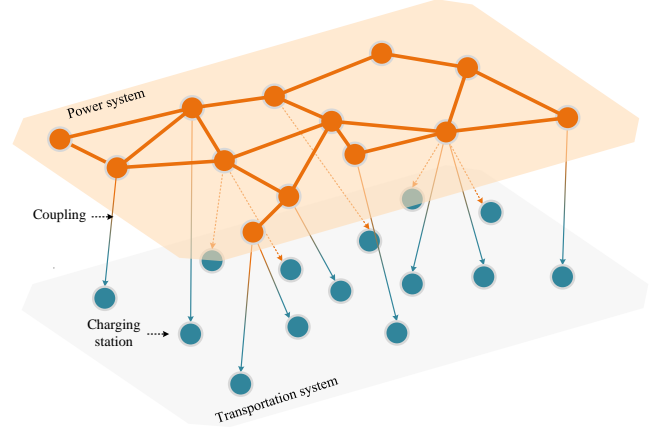 Power system
Coupling
Charging
station
Transportation system